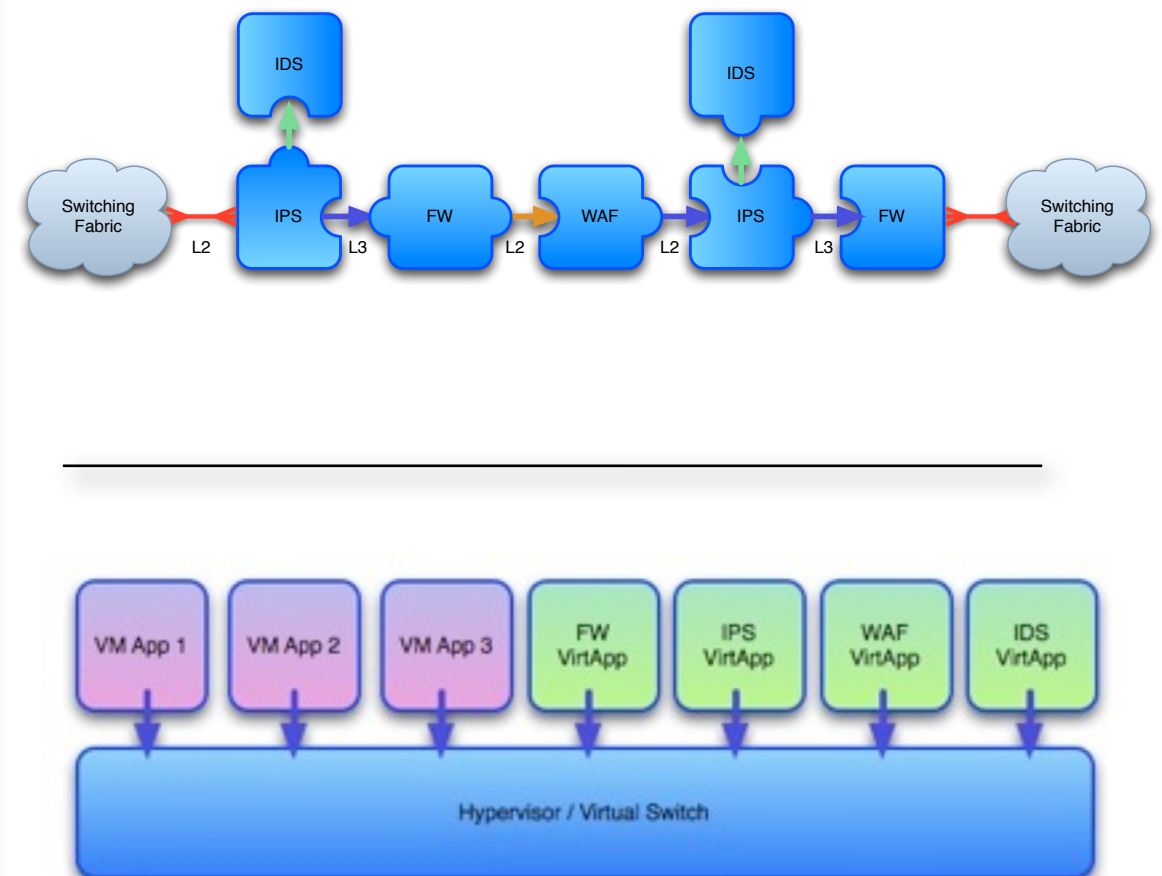 IDS
IDS
Switching
Fabric
IPS
FW
WAF
IPS
FW
Switching
Fabric
L2
L3
L2
L2
L3
VM App 1
VM App 2
VM App 3
FW
VirtApp
IPS
VirtApp
WAF
VirtApp
IDS
VirtApp
Hypervisor / Virtual Switch